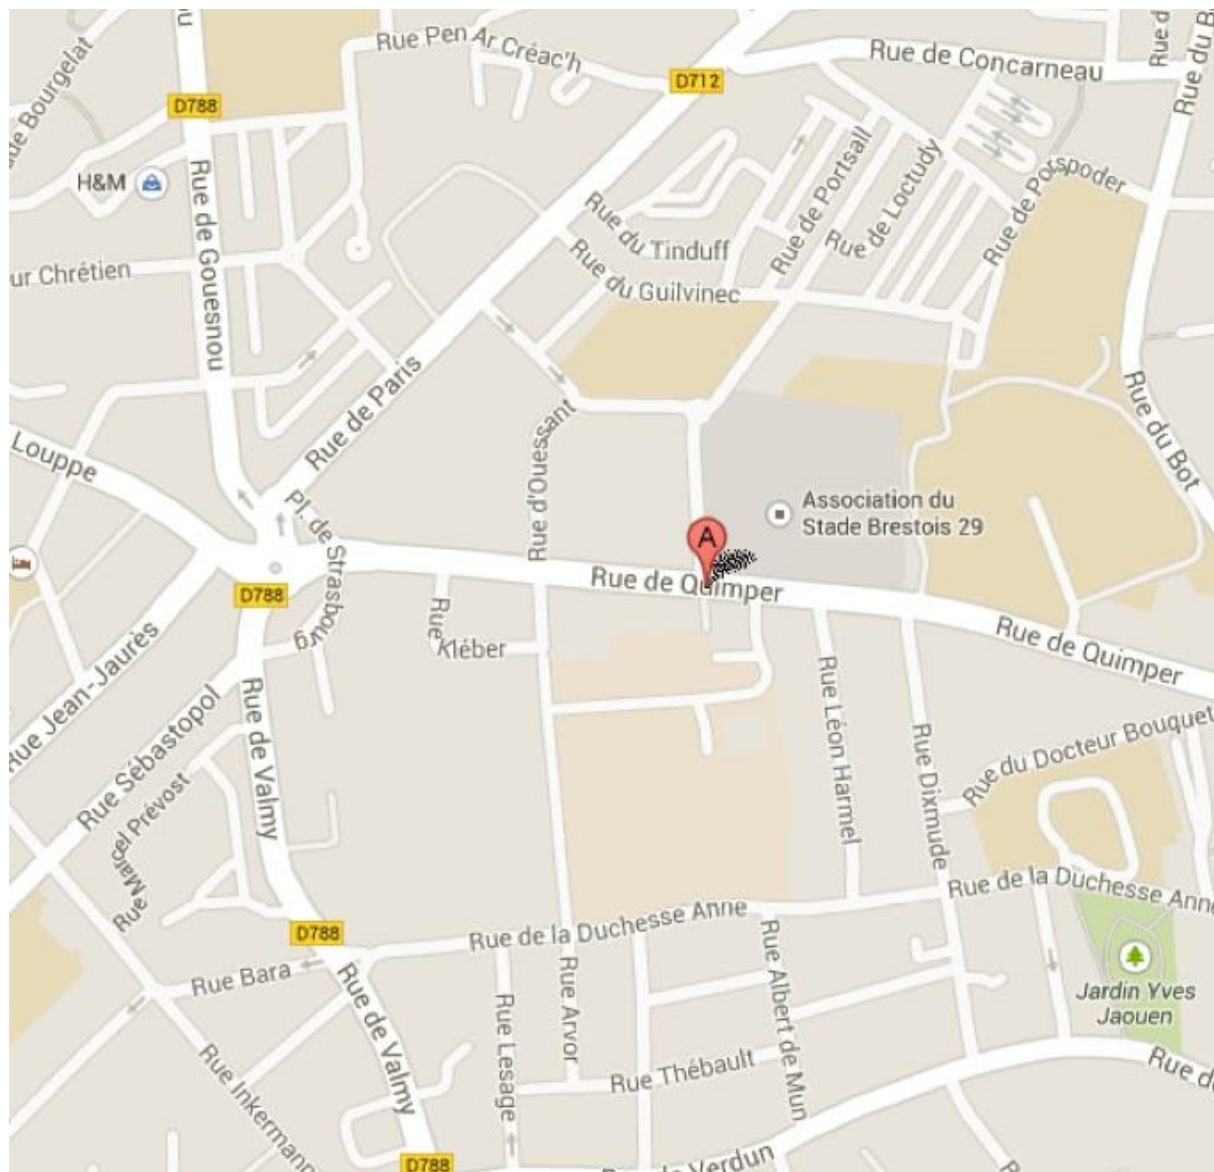 Rue Pen Ar Créac'h
Rue de Concarneau
D712
D788
H&M
Rue de Gouesnou
ur Chrétien
Rue du Tinduff
Rue du Guilvinec
Rue de Portsall
Rue de Loctudy
Rue de Porspoder
Rue du Bot
Rue de Paris
Louppe
Pl. de Strasbourg
Rue d'Ouessant
Association du
Stade Brestois 29
A
Rue de Quimper
Rue de Quimper
D788
Rue Kléber
Rue Jean-Jaurès
Rue Sébastopol
Rue de Valmy
Rue Marcel Prévost
Rue Léon Harmel
Rue Dixmude
Rue du Docteur Bouquet
Rue de la Duchesse Anne
Rue de la Duchesse Anne
D788
Rue Bara
Rue de Valmy
Rue Arvor
Rue Lesage
Rue Albert de Mun
Rue Thébault
Jardin Yves
Jaouen
Rue Inkermann
D788
de Verdun
Rue d